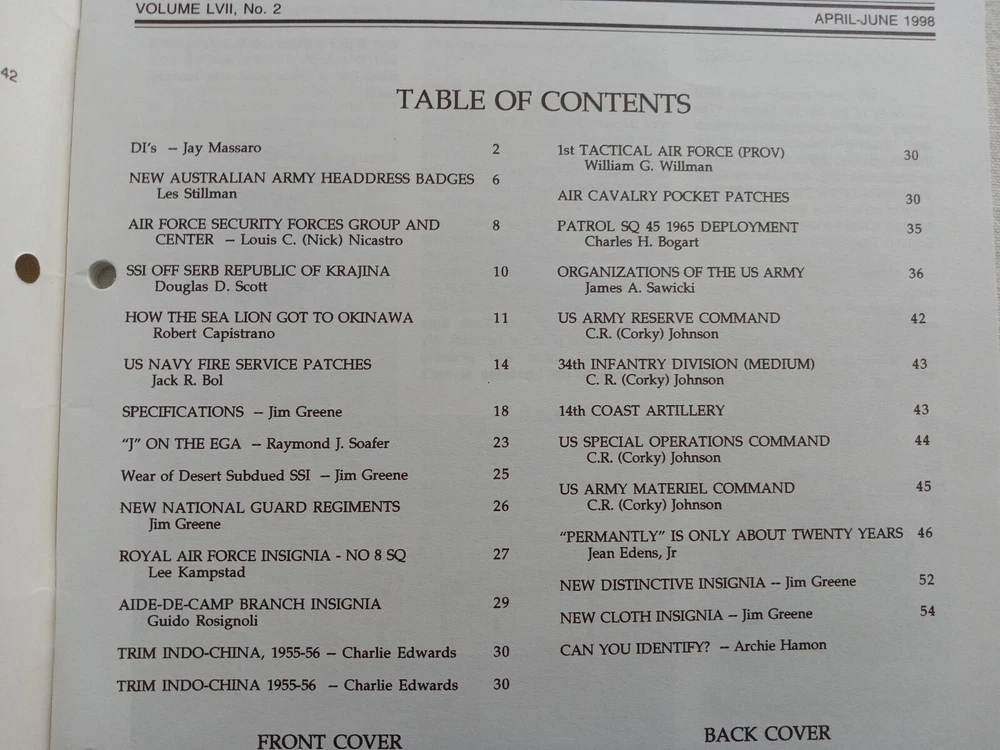 VOLUME LVII, No. 2
APRIL-JUNE 1998
42
TABLE OF CONTENTS
DI's – Jay Massaro 2
NEW AUSTRALIAN ARMY HEADDRESS BADGES 6
Les Stillman
AIR FORCE SECURITY FORCES GROUP AND 8
CENTER – Louis C. (Nick) Nicastro
SSI OFF SERB REPUBLIC OF KRAJINA 10
Douglas D. Scott
HOW THE SEA LION GOT TO OKINAWA 11
Robert Capistrano
US NAVY FIRE SERVICE PATCHES 14
Jack R. Bol
SPECIFICATIONS – Jim Greene 18
"J" ON THE EGA – Raymond J. Soafer 23
Wear of Desert Subdued SSI – Jim Greene 25
NEW NATIONAL GUARD REGIMENTS 26
Jim Greene
ROYAL AIR FORCE INSIGNIA - NO 8 SQ 27
Lee Kampstad
AIDE-DE-CAMP BRANCH INSIGNIA 29
Guido Rosignoli
TRIM INDO-CHINA, 1955-56 – Charlie Edwards 30
TRIM INDO-CHINA 1955-56 – Charlie Edwards 30
1st TACTICAL AIR FORCE (PROV) 30
William G. Willman
AIR CAVALRY POCKET PATCHES 30
PATROL SQ 45 1965 DEPLOYMENT 35
Charles H. Bogart
ORGANIZATIONS OF THE US ARMY 36
James A. Sawicki
US ARMY RESERVE COMMAND 42
C.R. (Corky) Johnson
34th INFANTRY DIVISION (MEDIUM) 43
C. R. (Corky) Johnson
14th COAST ARTILLERY 43
US SPECIAL OPERATIONS COMMAND 44
C.R. (Corky) Johnson
US ARMY MATERIEL COMMAND 45
C.R. (Corky) Johnson
"PERMANTLY" IS ONLY ABOUT TWENTY YEARS 46
Jean Edens, Jr
NEW DISTINCTIVE INSIGNIA -- Jim Greene 52
NEW CLOTH INSIGNIA – Jim Greene 54
CAN YOU IDENTIFY? – Archie Hamon
FRONT COVER
BACK COVER